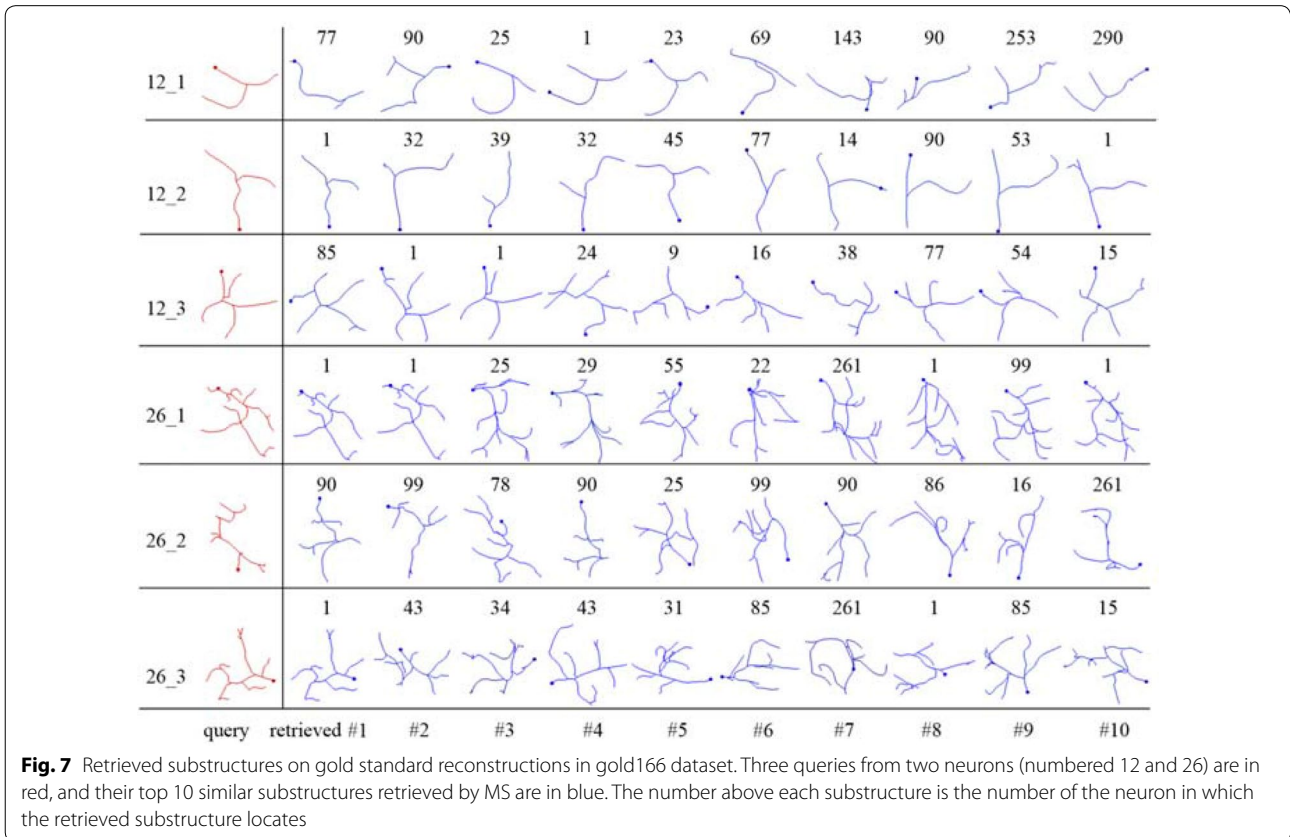 77 90 25 1 23 69 143 90 253 290
12_1
1 32 39 32 45 77 14 90 53 1
12_2
85 1 1 24 9 16 38 77 54 15
12_3
1 1 25 29 55 22 261 1 99 1
26_1
90 99 78 90 25 99 90 86 16 261
26_2
1 43 34 43 31 85 261 1 85 15
26_3
query retrieved #1 #2 #3 #4 #5 #6 #7 #8 #9 #10
Fig. 7 Retrieved substructures on gold standard reconstructions in gold166 dataset. Three queries from two neurons (numbered 12 and 26) are in
red, and their top 10 similar substructures retrieved by MS are in blue. The number above each substructure is the number of the neuron in which
the retrieved substructure locates